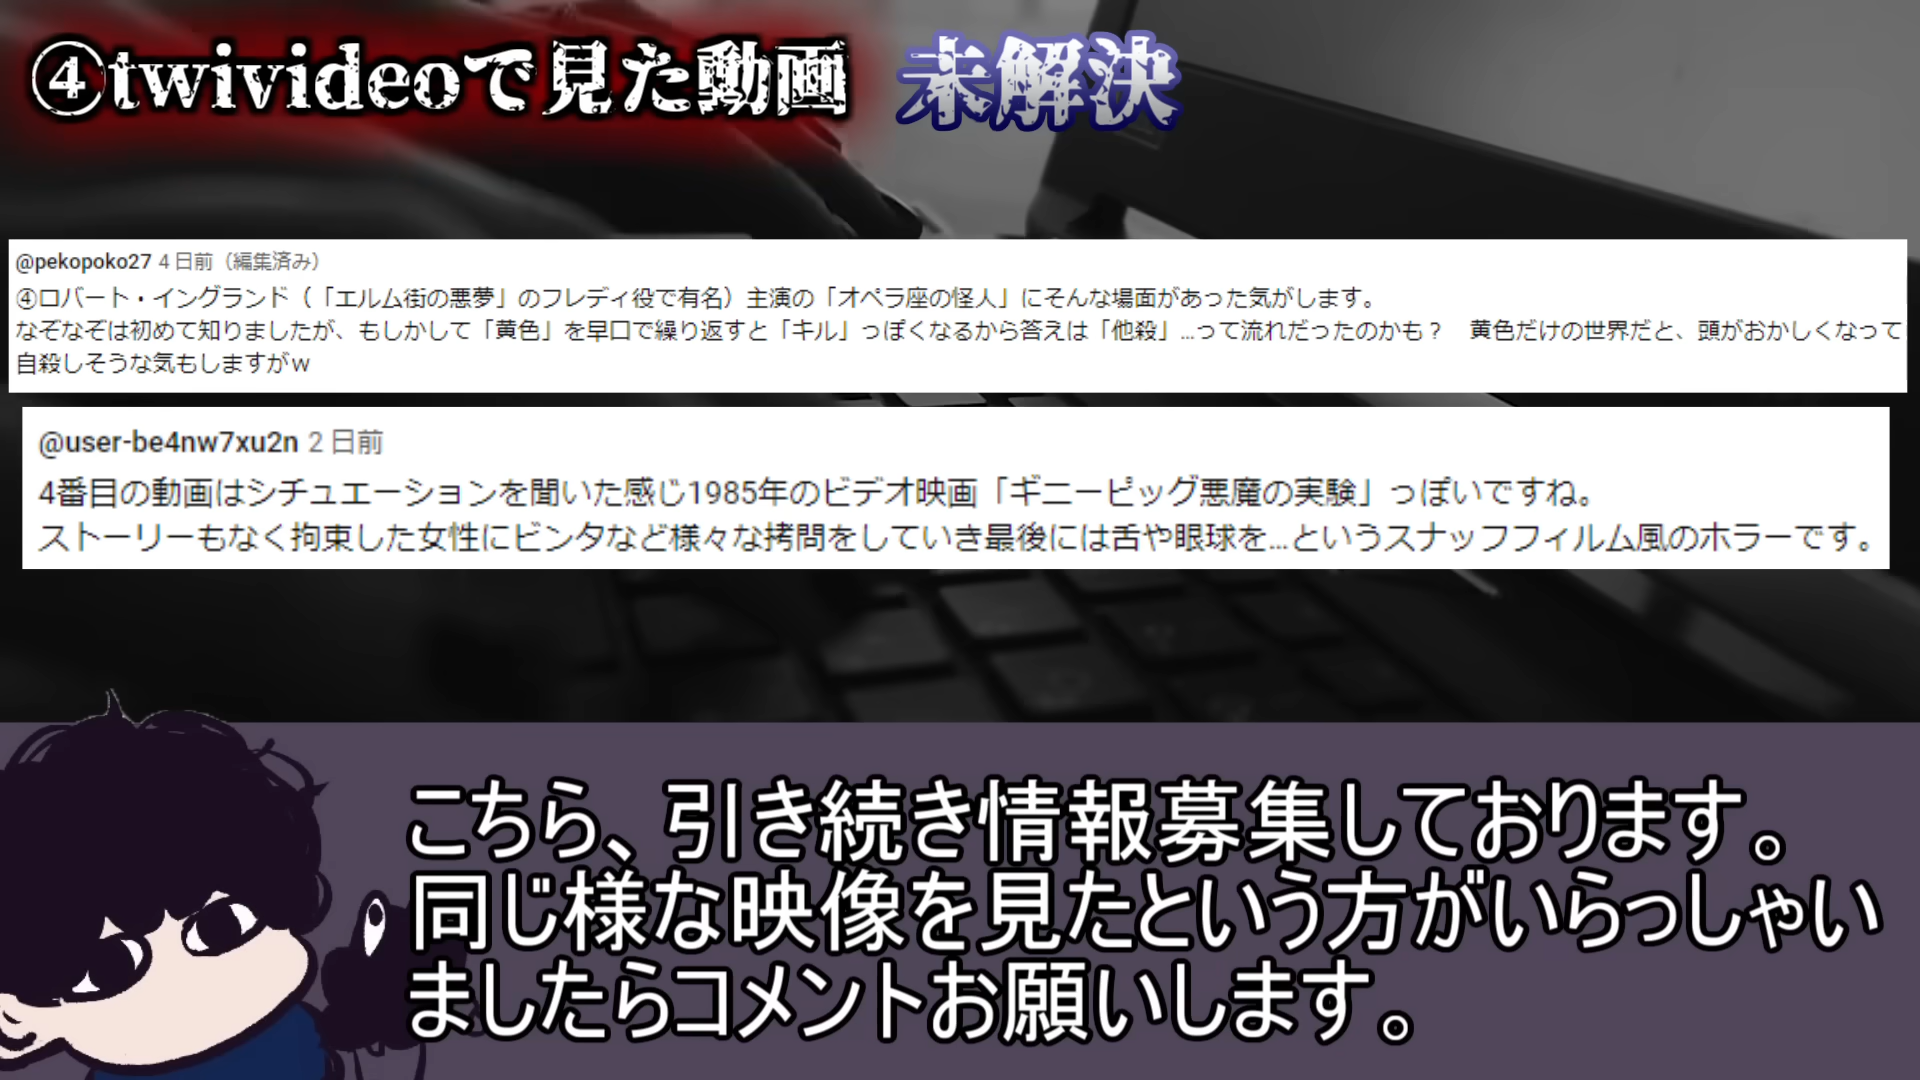 ④twivideoで見た動画 未解決
@pekopoko27 4 日前（編集済み）
④ロバート・イングランド（「エルム街の悪夢」のフレディ役で有名）主演の「オペラ座の怪人」にそんな場面があった気がします。
なぞなぞは初めて知りましたが、もしかして「黄色」を早口で繰り返すと「キル」っぽくなるから答えは「他殺」...って流れだったのかも？　黄色だけの世界だと、頭がおかしくなって
自殺しそうな気もしますがｗ
@user-be4nw7xu2n 2 日前
4番目の動画はシチュエーションを聞いた感じ1985年のビデオ映画「ギニーピッグ悪魔の実験」っぽいですね。
ストーリーもなく拘束した女性にビンタなど様々な拷問をしていき最後には舌や眼球を...というスナッフフィルム風のホラーです。
こちら、引き続き情報募集しております。
同じ様な映像を見たという方がいらっしゃい
ましたらコメントお願いします。